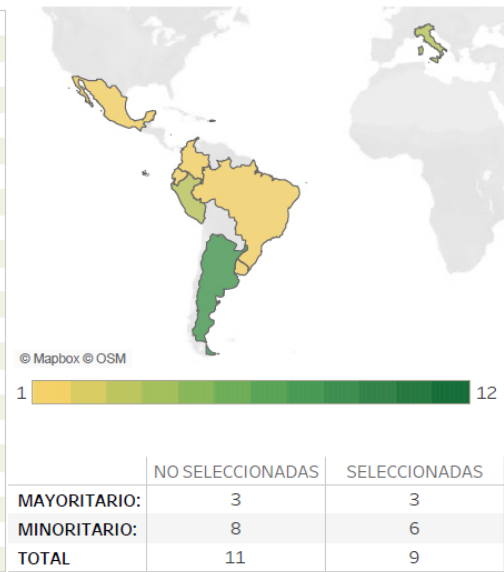 © Mapbox © OSM
1 12
NO SELECCIONADAS SELECCIONADAS
MAYORITARIO: 3 3
MINORITARIO: 8 6
TOTAL 11 9